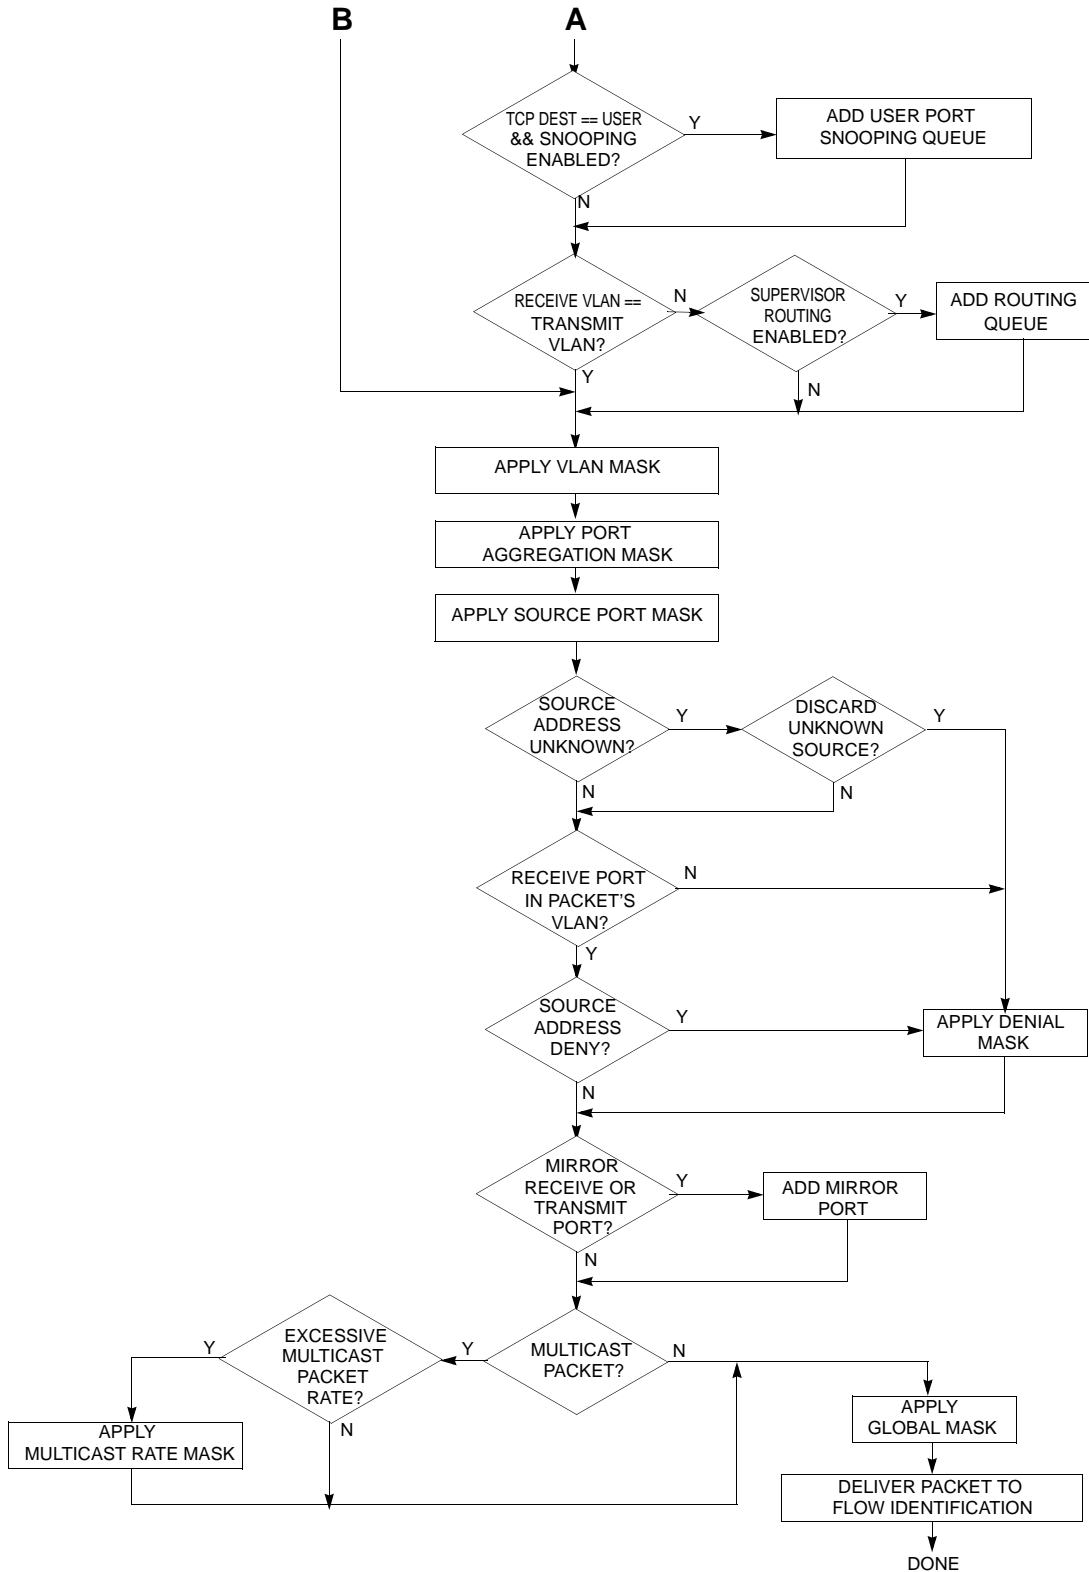 B
A
TCP DEST == USER
&& SNOOPING
ENABLED?
Y
ADD USER PORT
SNOOPING QUEUE
N
RECEIVE VLAN ==
TRANSMIT
VLAN?
N
SUPERVISOR
ROUTING
ENABLED?
Y
ADD ROUTING
QUEUE
Y
N
APPLY VLAN MASK
APPLY PORT
AGGREGATION MASK
APPLY SOURCE PORT MASK
SOURCE
ADDRESS
UNKNOWN?
Y
DISCARD
UNKNOWN
SOURCE?
Y
N
N
RECEIVE PORT
IN PACKET'S
VLAN?
N
Y
SOURCE
ADDRESS
DENY?
Y
APPLY DENIAL
MASK
N
MIRROR
RECEIVE OR
TRANSMIT
PORT?
Y
ADD MIRROR
PORT
N
MULTICAST
PACKET?
Y
N
EXCESSIVE
MULTICAST
PACKET
RATE?
Y
N
APPLY
MULTICAST RATE MASK
APPLY
GLOBAL MASK
DELIVER PACKET TO
FLOW IDENTIFICATION
DONE